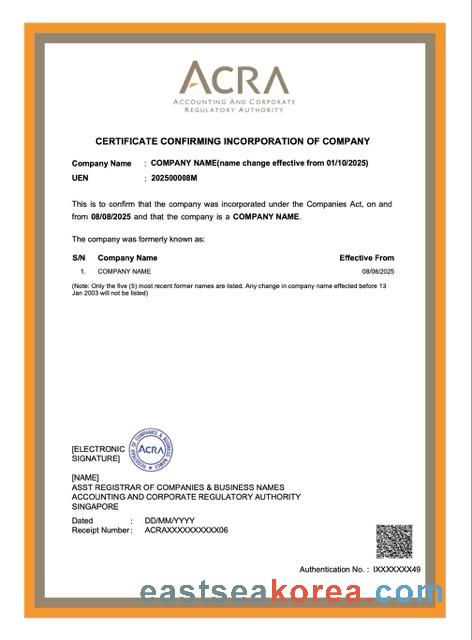 ACRA
ACCOUNTING AND CORPORATE
REGULATORY AUTHORITY
CERTIFICATE CONFIRMING INCORPORATION OF COMPANY
Company Name : COMPANY NAME(name change effective from 01/10/2025)
UEN : 202500008M
This is to confirm that the company was incorporated under the Companies Act, on and
from 08/08/2025 and that the company is a COMPANY NAME.
The company was formerly known as:
S/N Company Name Effective From
1. COMPANY NAME 08/08/2025
(Note: Only the five (5) most recent former names are listed. Any change in company name effected before 13
Jan 2003 will not be listed)
[ELECTRONIC
SIGNATURE]
REGISTRAR OF COMPANIES & BUSINESS NAMES
ACRA
[NAME]
ASST REGISTRAR OF COMPANIES & BUSINESS NAMES
ACCOUNTING AND CORPORATE REGULATORY AUTHORITY
SINGAPORE
Dated : DD/MM/YYYY
Receipt Number : ACRAXXXXXXXXXX06
Authentication No. : IXXXXXXX49
eastseakorea.com